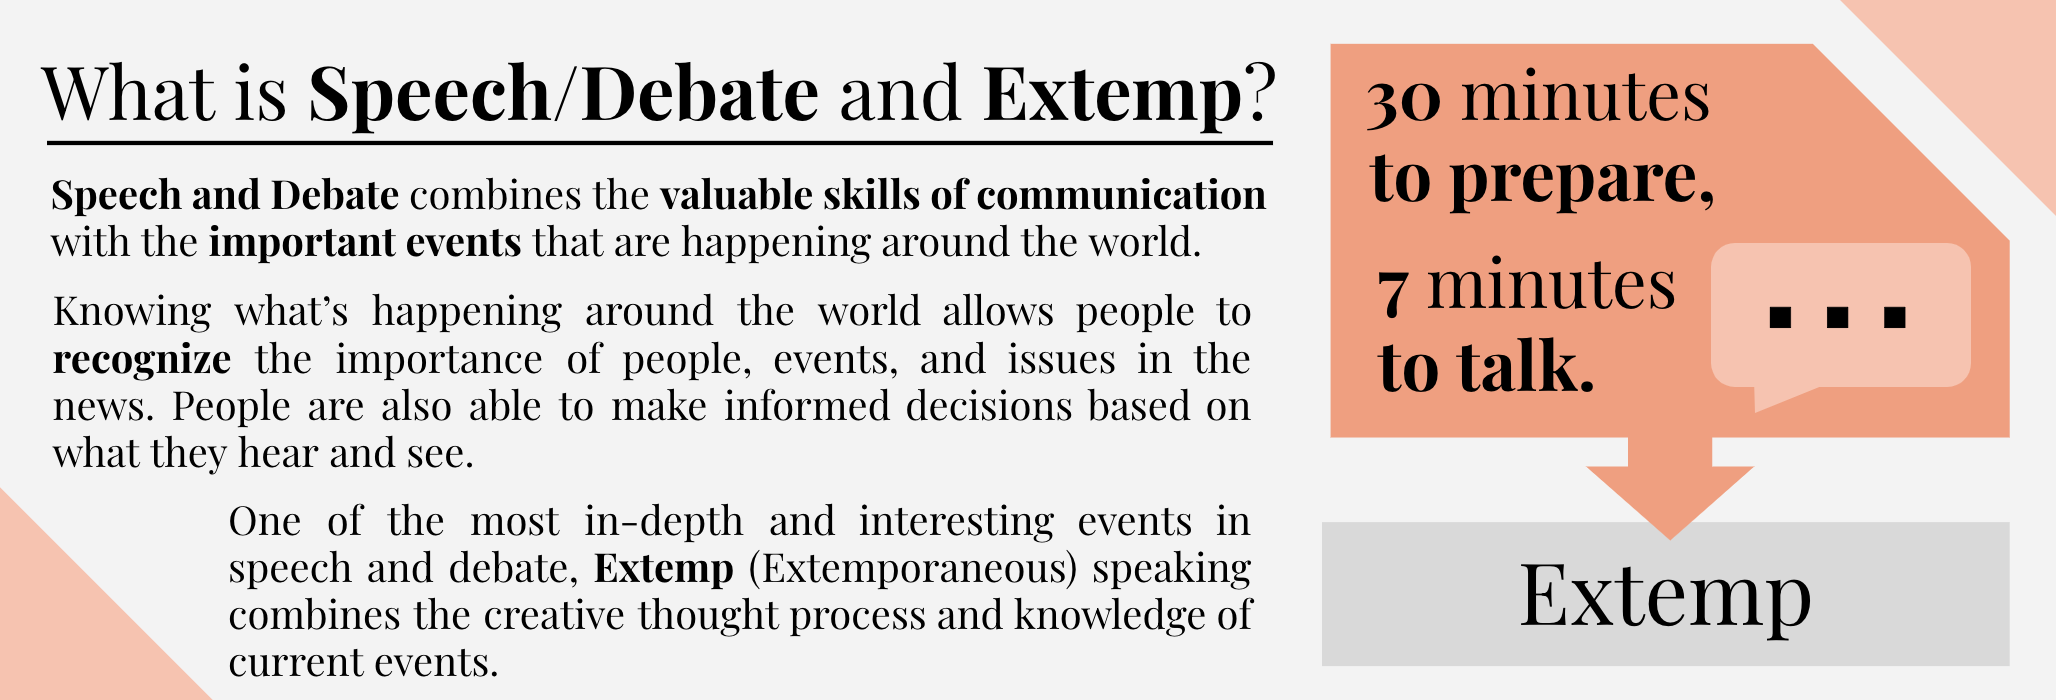 What is Speech/Debate and Extemp?
Speech and Debate combines the valuable skills of communication
with the important events that are happening around the world.
Knowing what’s happening around the world allows people to
recognize the importance of people, events, and issues in the
news. People are also able to make informed decisions based on
what they hear and see.
One of the most in-depth and interesting events in
speech and debate, Extemp (Extemporaneous) speaking
combines the creative thought process and knowledge of
current events.
30 minutes
to prepare,
7 minutes
to talk.
Extemp